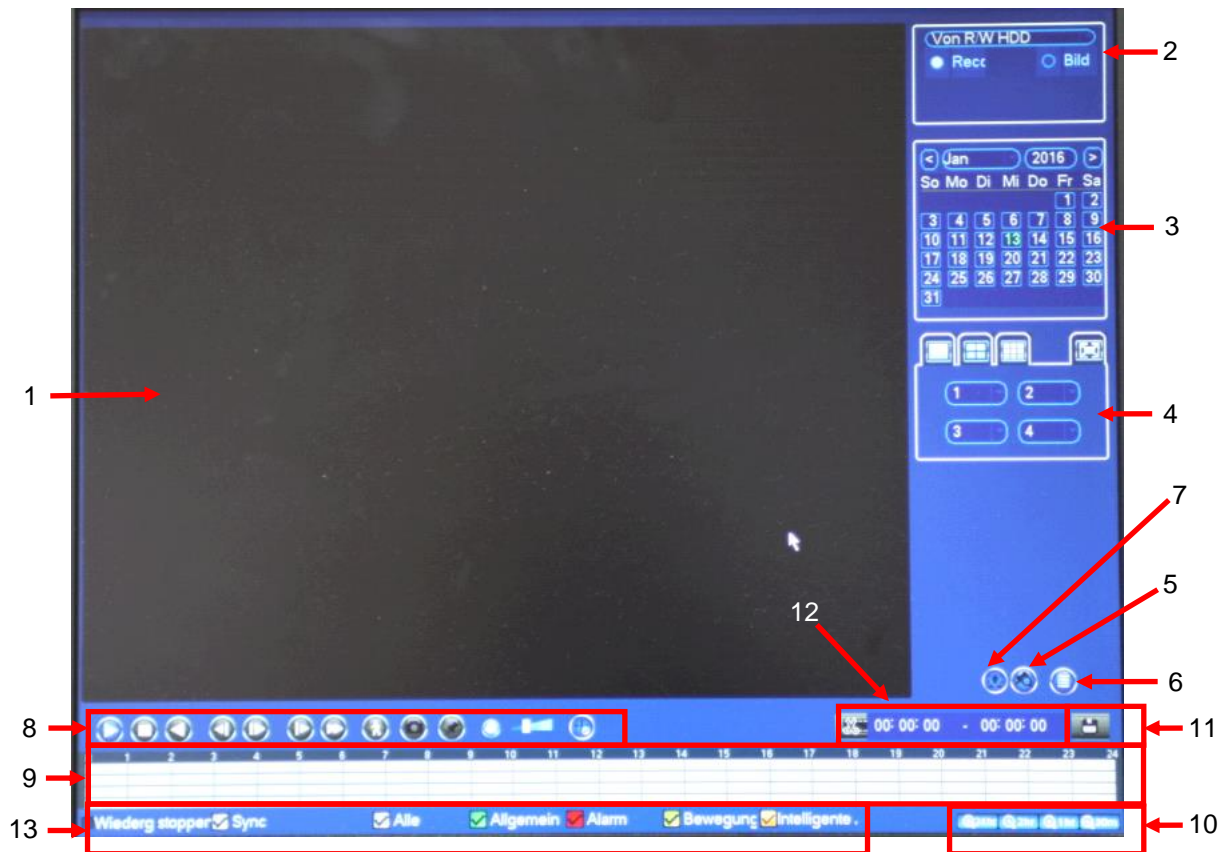 Von R/W HDD
Recc
Bild
2
< Jan 2016 >
So Mo Di Mi Do Fr Sa
1 2
3 4 5 6 7 8 9
10 11 12 13 14 15 16
17 18 19 20 21 22 23
24 25 26 27 28 29 30
31
3
1
1 2
3 4
4
7
5
12
6
8
00:00:00 - 00:00:00
11
1 2 3 4 5 6 7 8 9 10 11 12 13 14 15 16 17 18 19 20 21 22 23 24
9
13
Wiederg stopper Sync Alle Allgemein Alarm Bewegung Intelligente
10